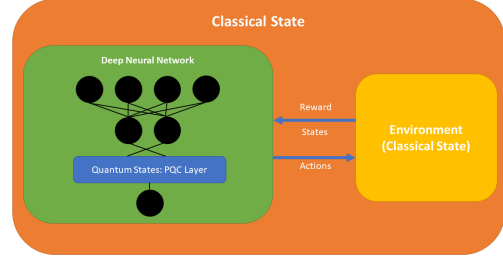 Classical State
Deep Neural Network
Quantum States: PQC Layer
Reward
States
Actions
Environment
(Classical State)